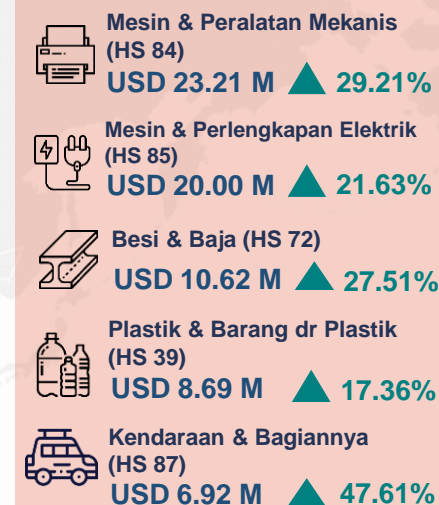 Mesin & Peralatan Mekanis
(HS 84)
USD 23.21 M 29.21%
Mesin & Perlengkapan Elektrik
(HS 85)
USD 20.00 M 21.63%
Besi & Baja (HS 72)
USD 10.62 M 27.51%
Plastik & Barang dr Plastik
(HS 39)
USD 8.69 M 17.36%
Kendaraan & Bagiannya
(HS 87)
USD 6.92 M 47.61%